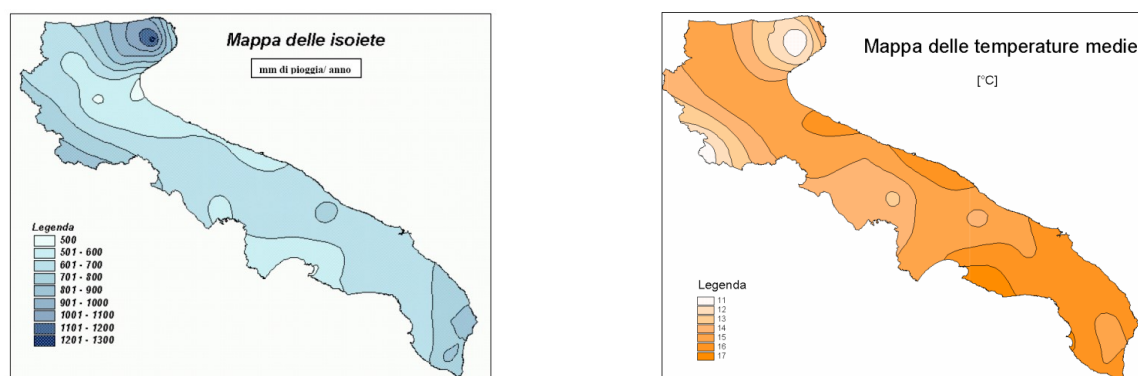 Mappa delle isoiete
mm di pioggia/ anno
Legenda
500
501 - 600
601 - 700
701 - 800
801 - 900
901 - 1000
1001 - 1100
1101 - 1200
1201 - 1300
Mappa delle temperature medie
[°C]
Legenda
11
12
13
14
15
16
17